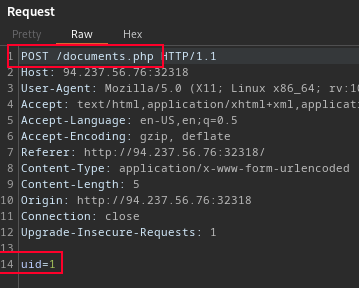 Request
Pretty Raw Hex
1 POST /documents.php HTTP/1.1
2 Host: 94.237.56.76:32318
3 User-Agent: Mozilla/5.0 (X11; Linux x86_64; rv:10
4 Accept: text/html,application/xhtml+xml,applicati
5 Accept-Language: en-US,en;q=0.5
6 Accept-Encoding: gzip, deflate
7 Referer: http://94.237.56.76:32318/
8 Content-Type: application/x-www-form-urlencoded
9 Content-Length: 5
10 Origin: http://94.237.56.76:32318
11 Connection: close
12 Upgrade-Insecure-Requests: 1
13
14 uid=1